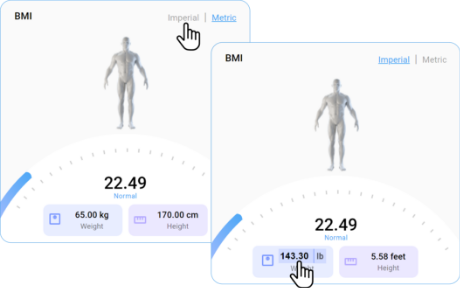 BMI
Imperial | Metric
22.49
Normal
65.00 kg
Weight
170.00 cm
Height
BMI
Imperial | Metric
22.49
Normal
143.30 lb
Weight
5.58 feet
Height